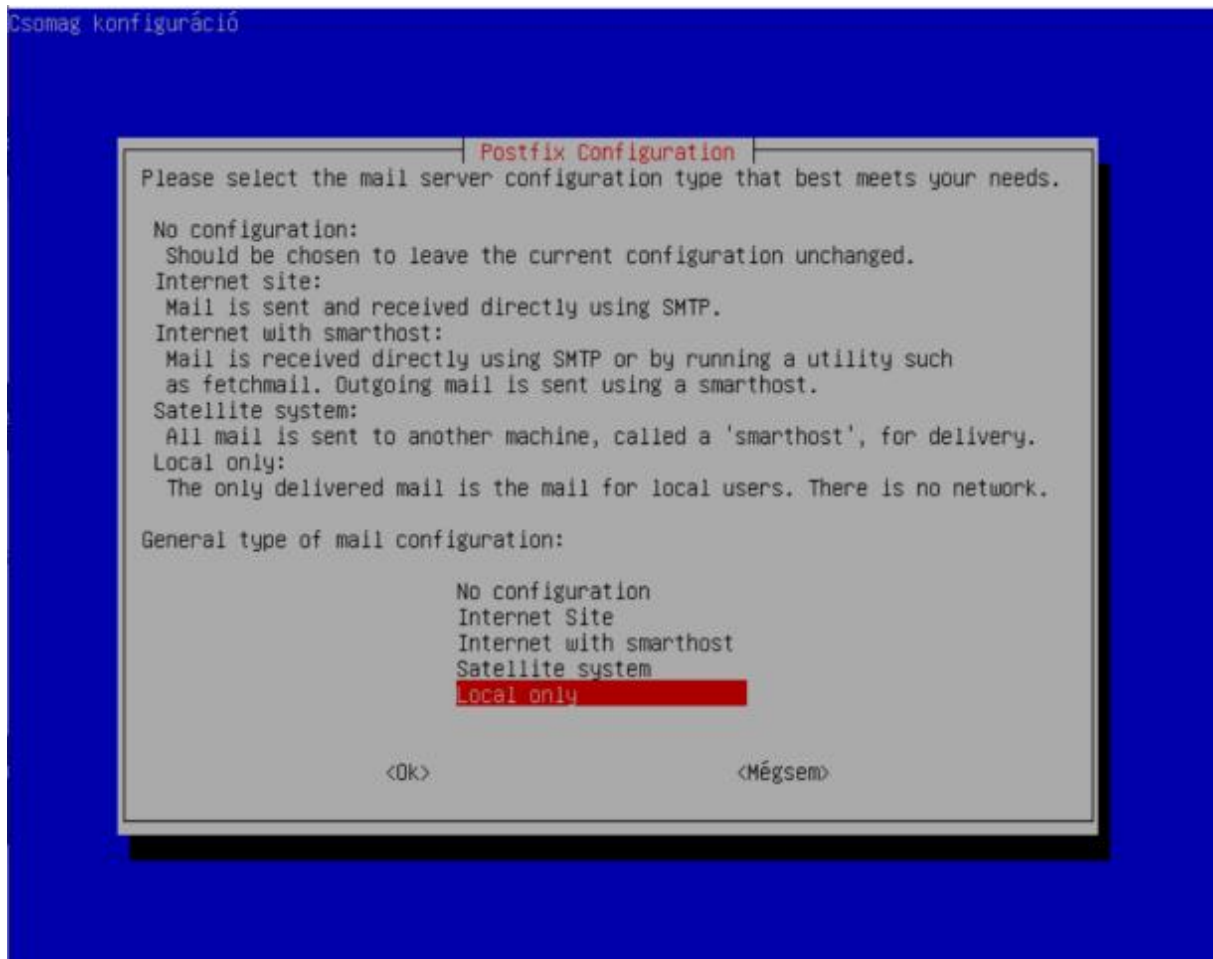 Csomag konfiguráció
Postfix Configuration
Please select the mail server configuration type that best meets your needs.
No configuration:
Should be chosen to leave the current configuration unchanged.
Internet site:
Mail is sent and received directly using SMTP.
Internet with smarthost:
Mail is received directly using SMTP or by running a utility such
as fetchmail. Outgoing mail is sent using a smarthost.
Satellite system:
All mail is sent to another machine, called a 'smarthost', for delivery.
Local only:
The only delivered mail is the mail for local users. There is no network.
General type of mail configuration:
No configuration
Internet Site
Internet with smarthost
Satellite system
Local only
<Ok> <Mégsem>